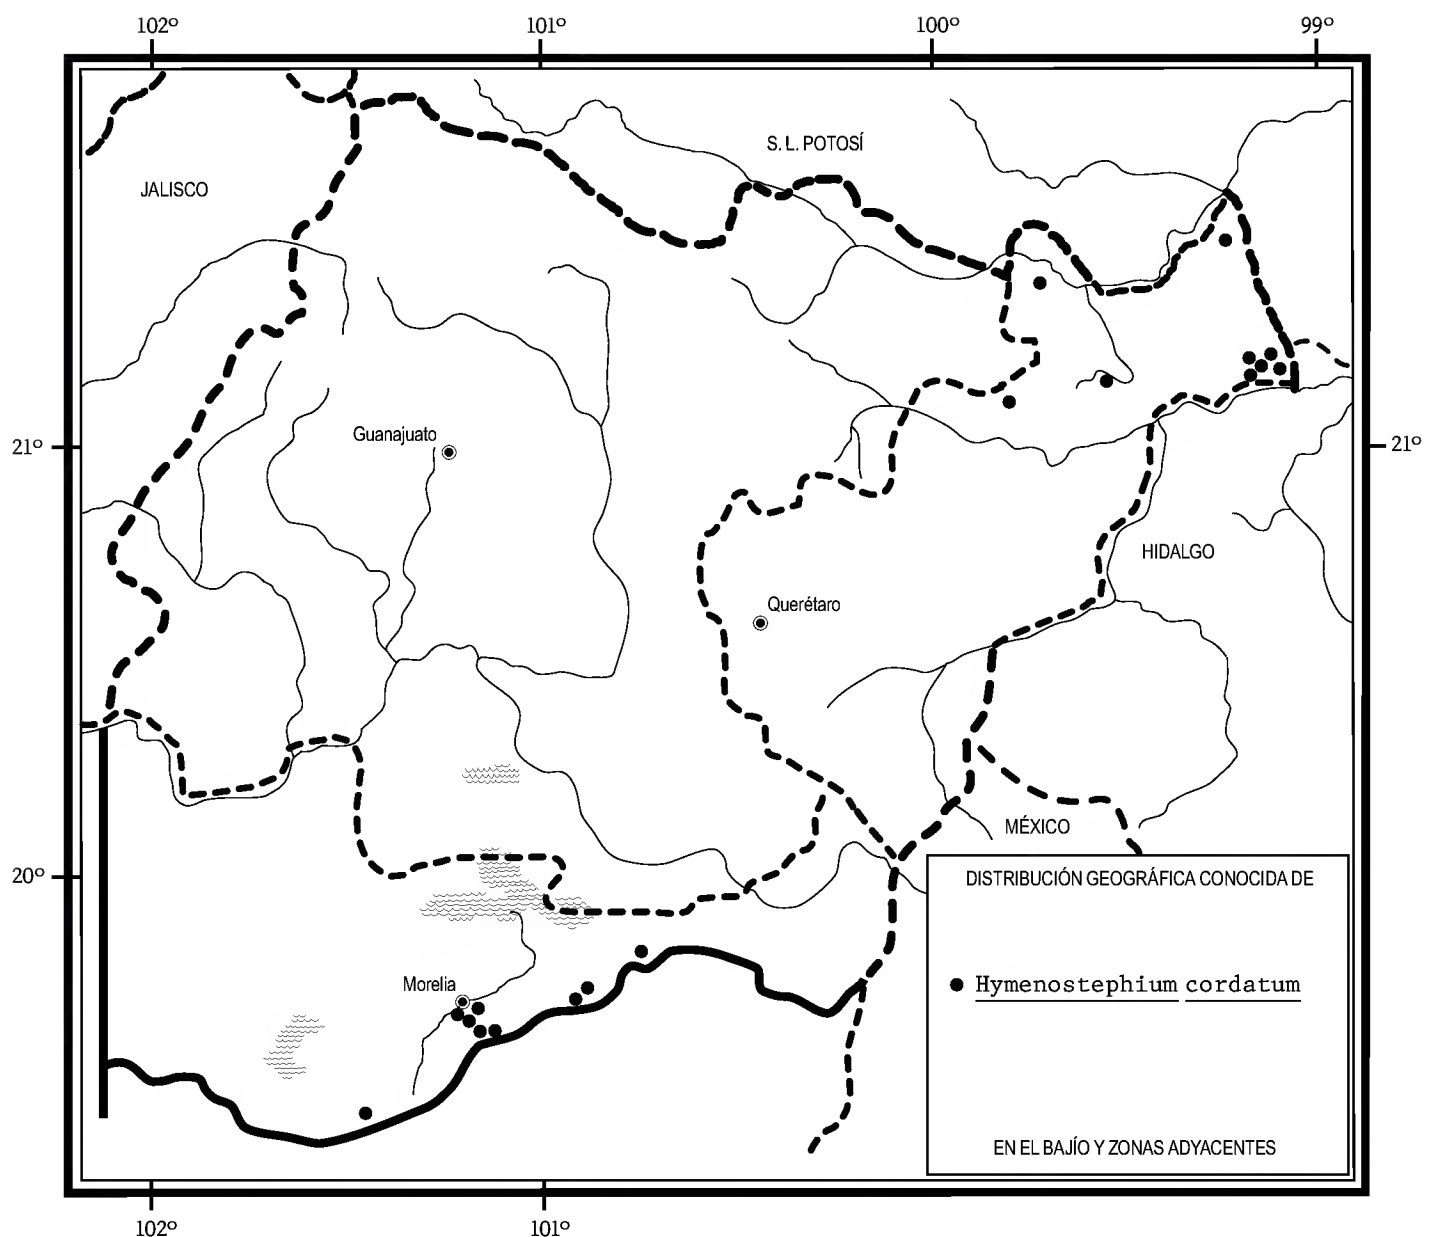 102º 101º 100º 99º
S. L. POTOSÍ
JALISCO
Guanajuato
21º 21º
HIDALGO
Querétaro
MÉXICO
20º
DISTRIBUCIÓN GEOGRÁFICA CONOCIDA DE
Morelia
Hymenostephium cordatum
EN EL BAJÍO Y ZONAS ADYACENTES
102º 101º